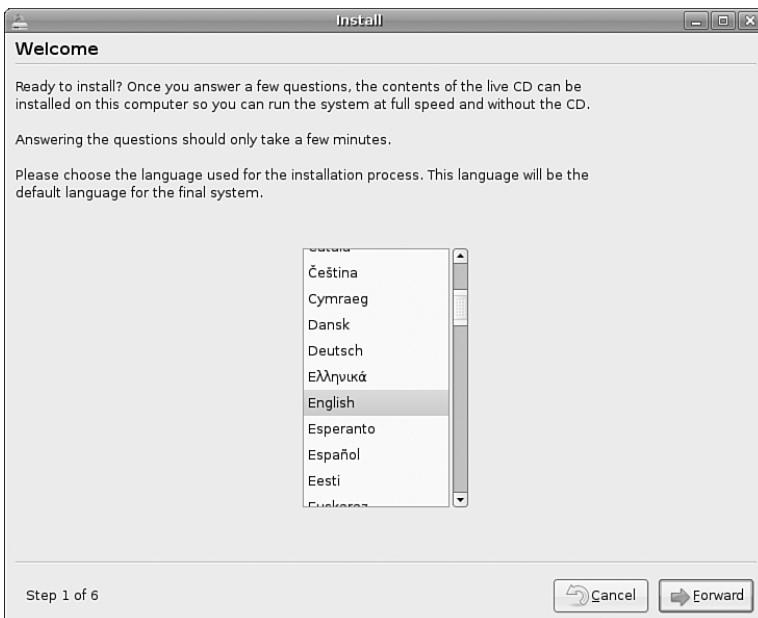 Install
Welcome
Ready to install? Once you answer a few questions, the contents of the live CD can be
installed on this computer so you can run the system at full speed and without the CD.
Answering the questions should only take a few minutes.
Please choose the language used for the installation process. This language will be the
default language for the final system.
Čeština
Cymraeg
Dansk
Deutsch
Ελληνικά
English
Esperanto
Español
Eesti
Step 1 of 6
Cancel
Forward